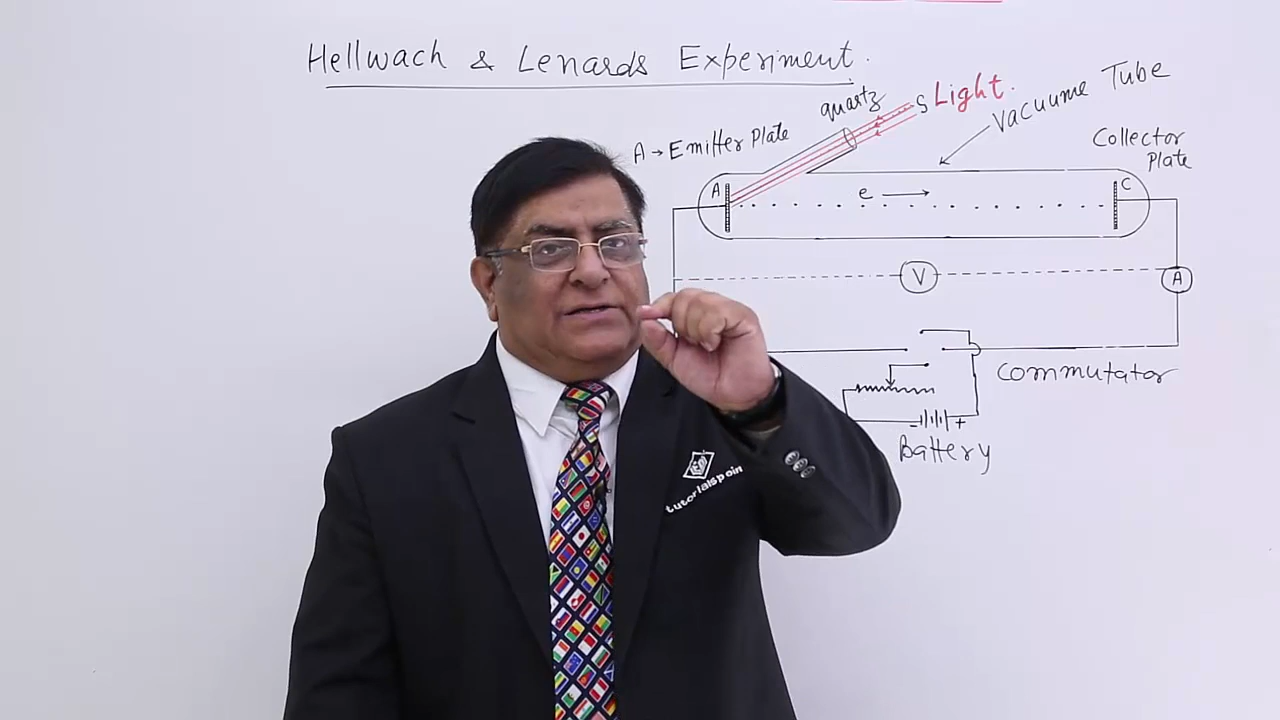 Hellwach & Lenards Experiment.
quartz
S Light.
Vacuume Tube
A → Emitter Plate
Collector
Plate
A
e →
C
V
A
Commutator
- +
Battery
tutorialspoint